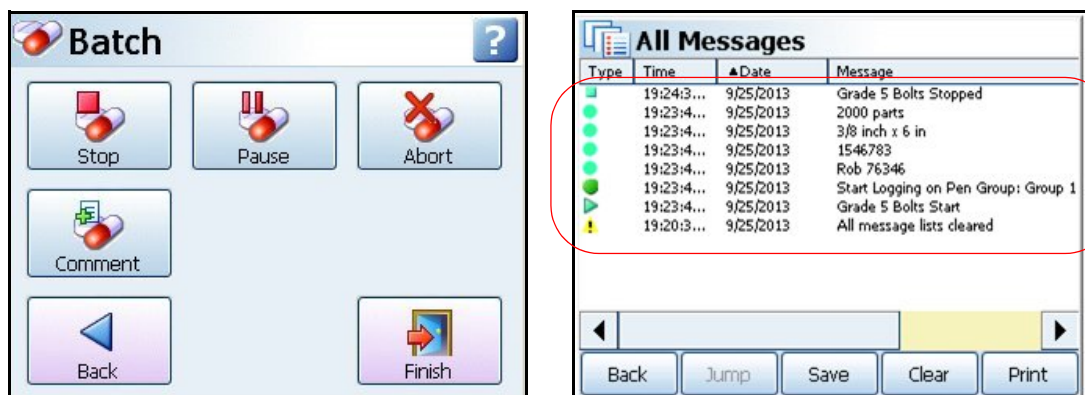 Batch
?
Stop
Pause
Abort
Comment
Back
Finish
All Messages
Type Time ▲Date Message
19:24:3... 9/25/2013 Grade 5 Bolts Stopped
19:23:4... 9/25/2013 2000 parts
19:23:4... 9/25/2013 3/8 inch x 6 in
19:23:4... 9/25/2013 1546783
19:23:4... 9/25/2013 Rob 76346
19:23:4... 9/25/2013 Start Logging on Pen Group: Group 1
19:23:4... 9/25/2013 Grade 5 Bolts Start
19:20:3... 9/25/2013 All message lists cleared
Back Jump Save Clear Print